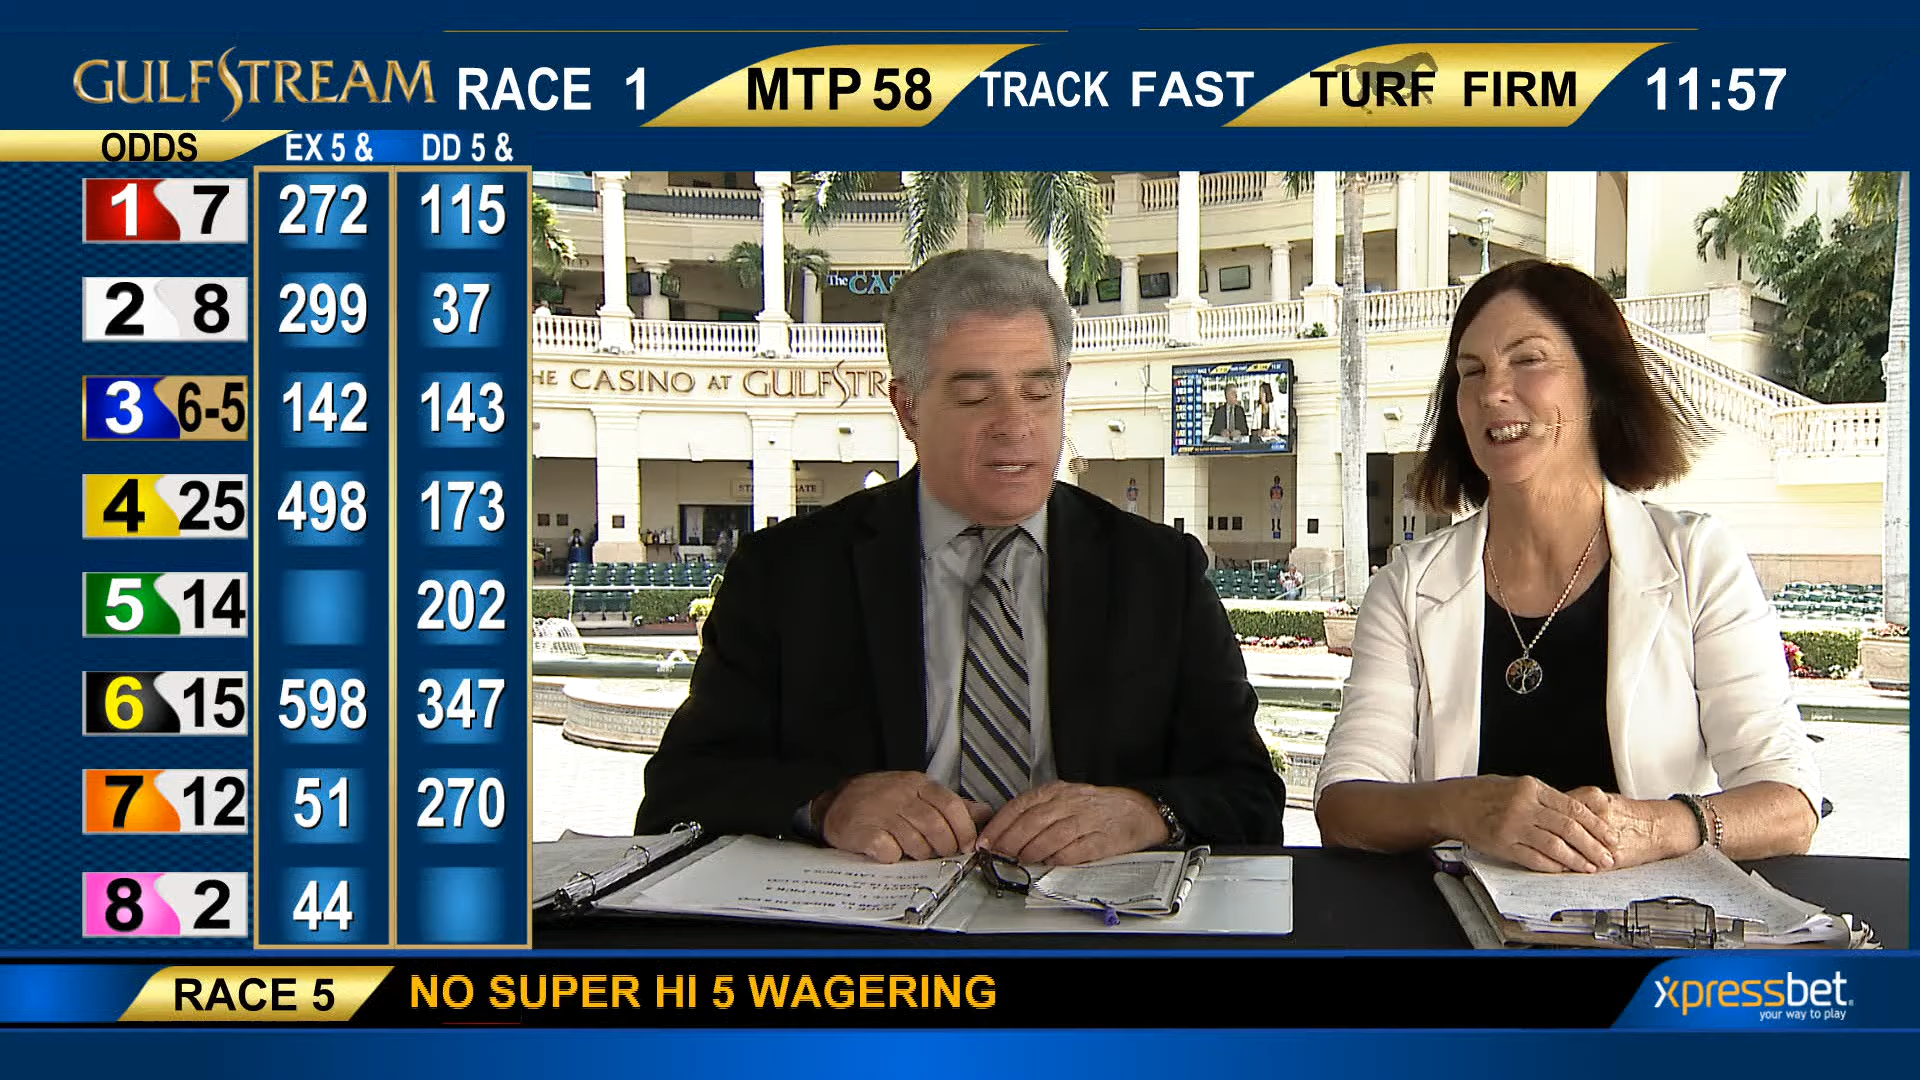 GULFSTREAM RACE 1 MTP 58 TRACK FAST TURF FIRM 11:57
ODDS EX 5 & DD 5 &
1 7 272 115
2 8 299 37
3 6-5 142 143
4 25 498 173
5 14 202
6 15 598 347
7 12 51 270
8 2 44
The CAS
THE CASINO AT GULFSTR
RACE 5 NO SUPER HI 5 WAGERING
xpressbet
your way to play